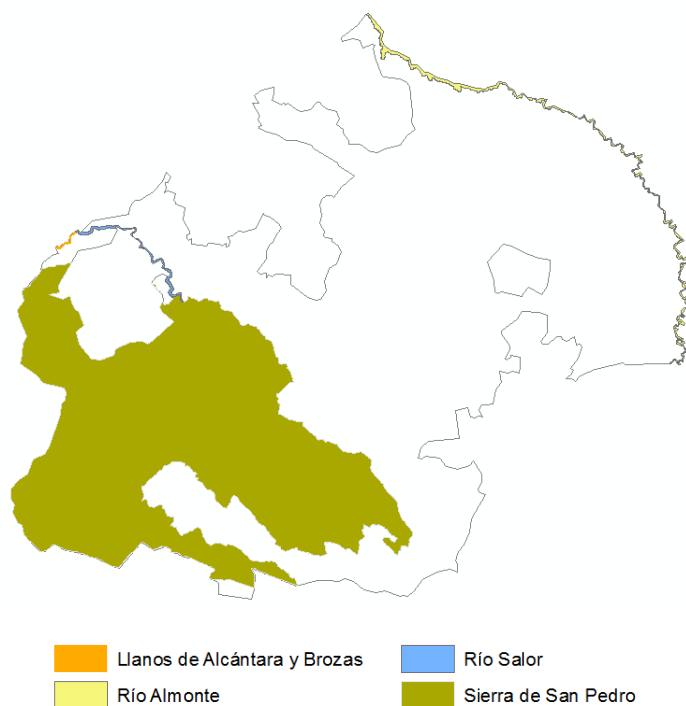 Llanos de Alcántara y Brozas
Río Salor
Río Almonte
Sierra de San Pedro